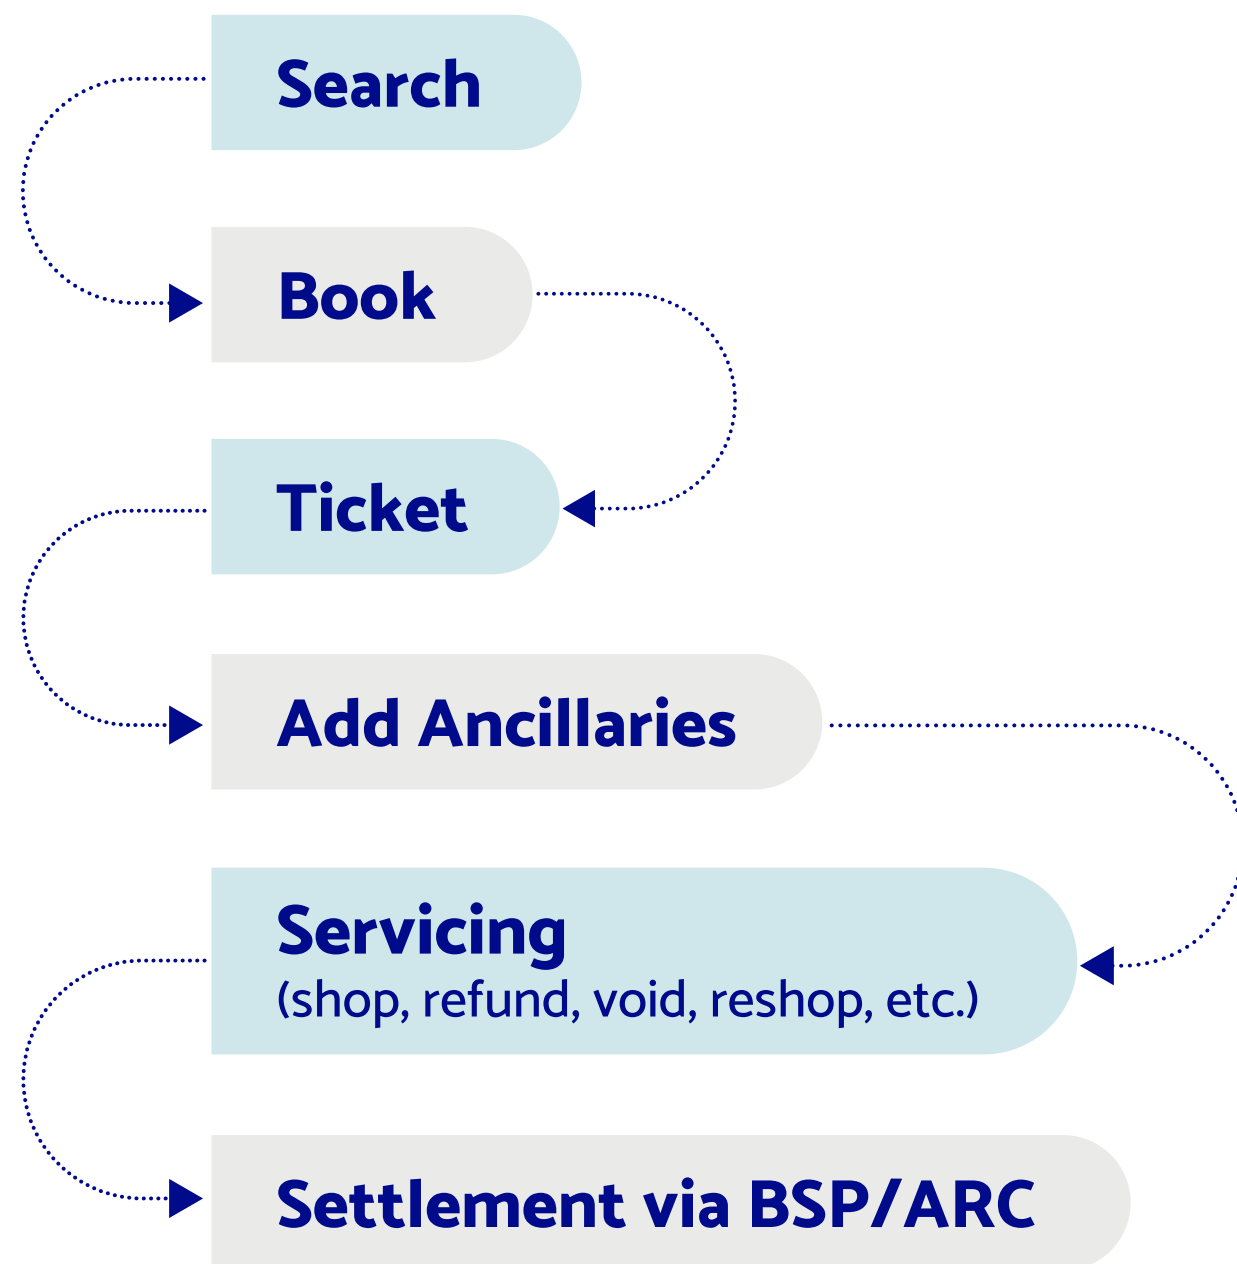 Search
Book
Ticket
Add Ancillaries
Servicing
(shop, refund, void, reshop, etc.)
Settlement via BSP/ARC